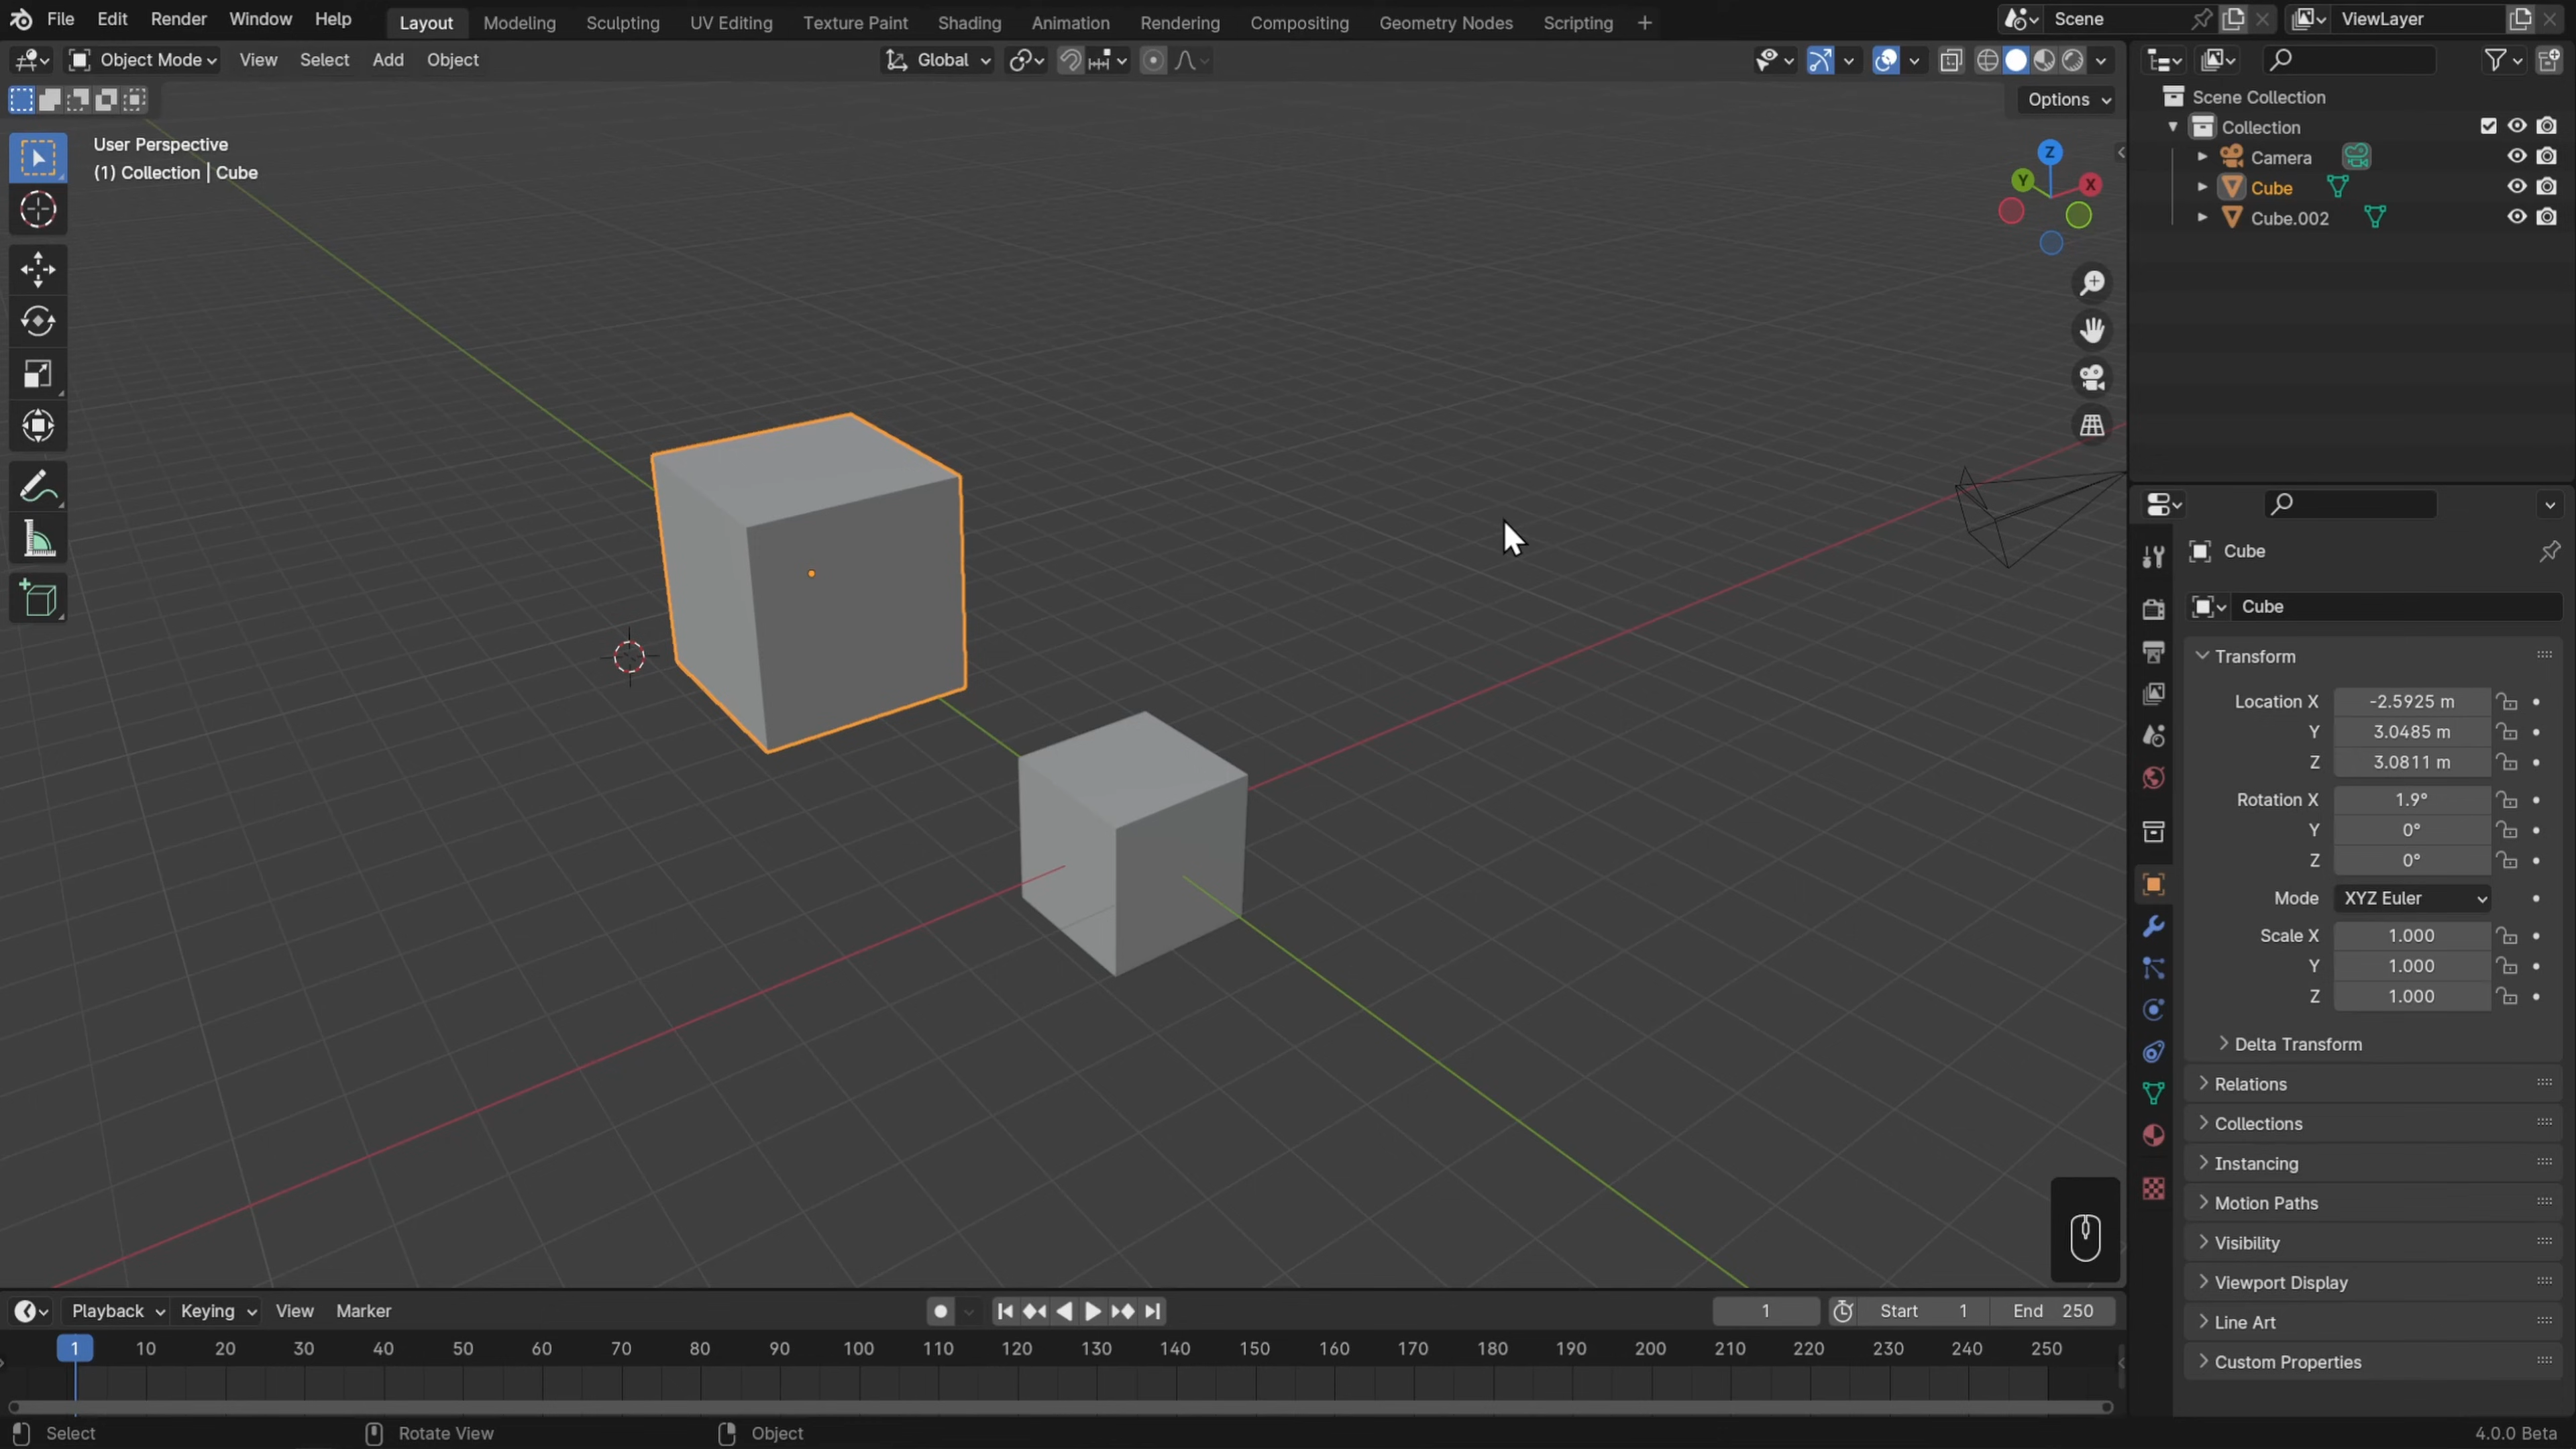 File Edit Render Window Help Layout Modeling Sculpting UV Editing Texture Paint Shading Animation Rendering Compositing Geometry Nodes Scripting + Scene ViewLayer
Object Mode View Select Add Object Global
Options
User Perspective
(1) Collection | Cube
Z
Y X
Scene Collection
Collection
Camera
Cube
Cube.002
Cube
Cube
Transform
Location X -2.5925 m
Y 3.0485 m
Z 3.0811 m
Rotation X 1.9°
Y 0°
Z 0°
Mode XYZ Euler
Scale X 1.000
Y 1.000
Z 1.000
Delta Transform
Relations
Collections
Instancing
Motion Paths
Visibility
Viewport Display
Line Art
Custom Properties
Playback Keying View Marker 1 Start 1 End 250
1 10 20 30 40 50 60 70 80 90 100 110 120 130 140 150 160 170 180 190 200 210 220 230 240 250
Select Rotate View Object 4.0.0 Beta